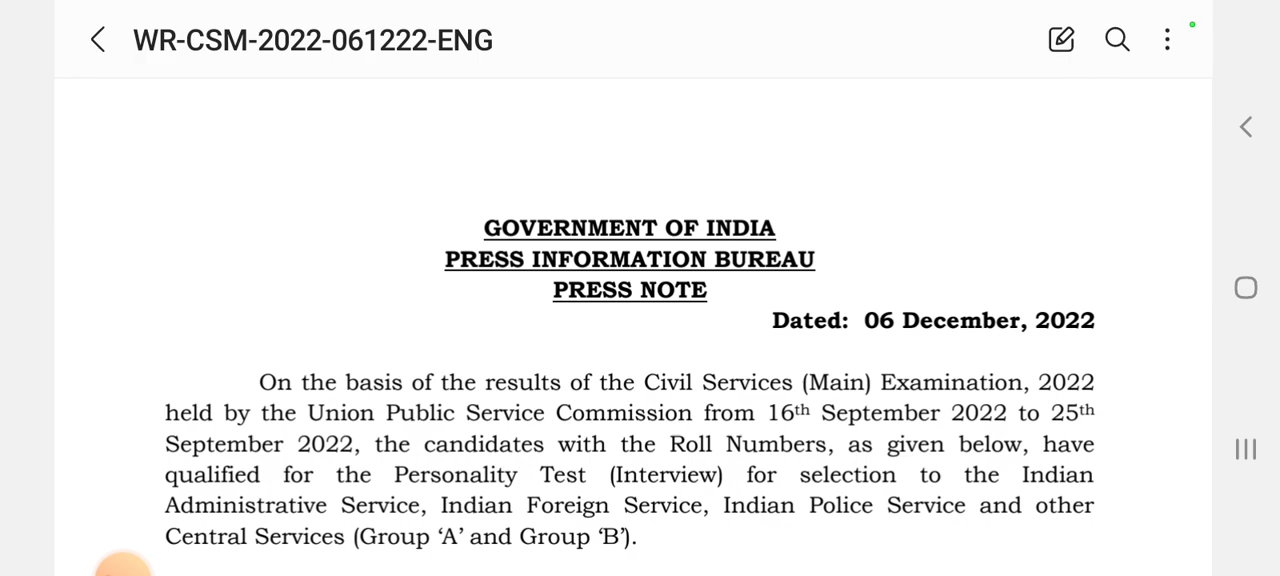 WR-CSM-2022-061222-ENG
GOVERNMENT OF INDIA
PRESS INFORMATION BUREAU
PRESS NOTE
Dated: 06 December, 2022
On the basis of the results of the Civil Services (Main) Examination, 2022
held by the Union Public Service Commission from 16th September 2022 to 25th
September 2022, the candidates with the Roll Numbers, as given below, have
qualified for the Personality Test (Interview) for selection to the Indian
Administrative Service, Indian Foreign Service, Indian Police Service and other
Central Services (Group ‘A’ and Group ‘B’).